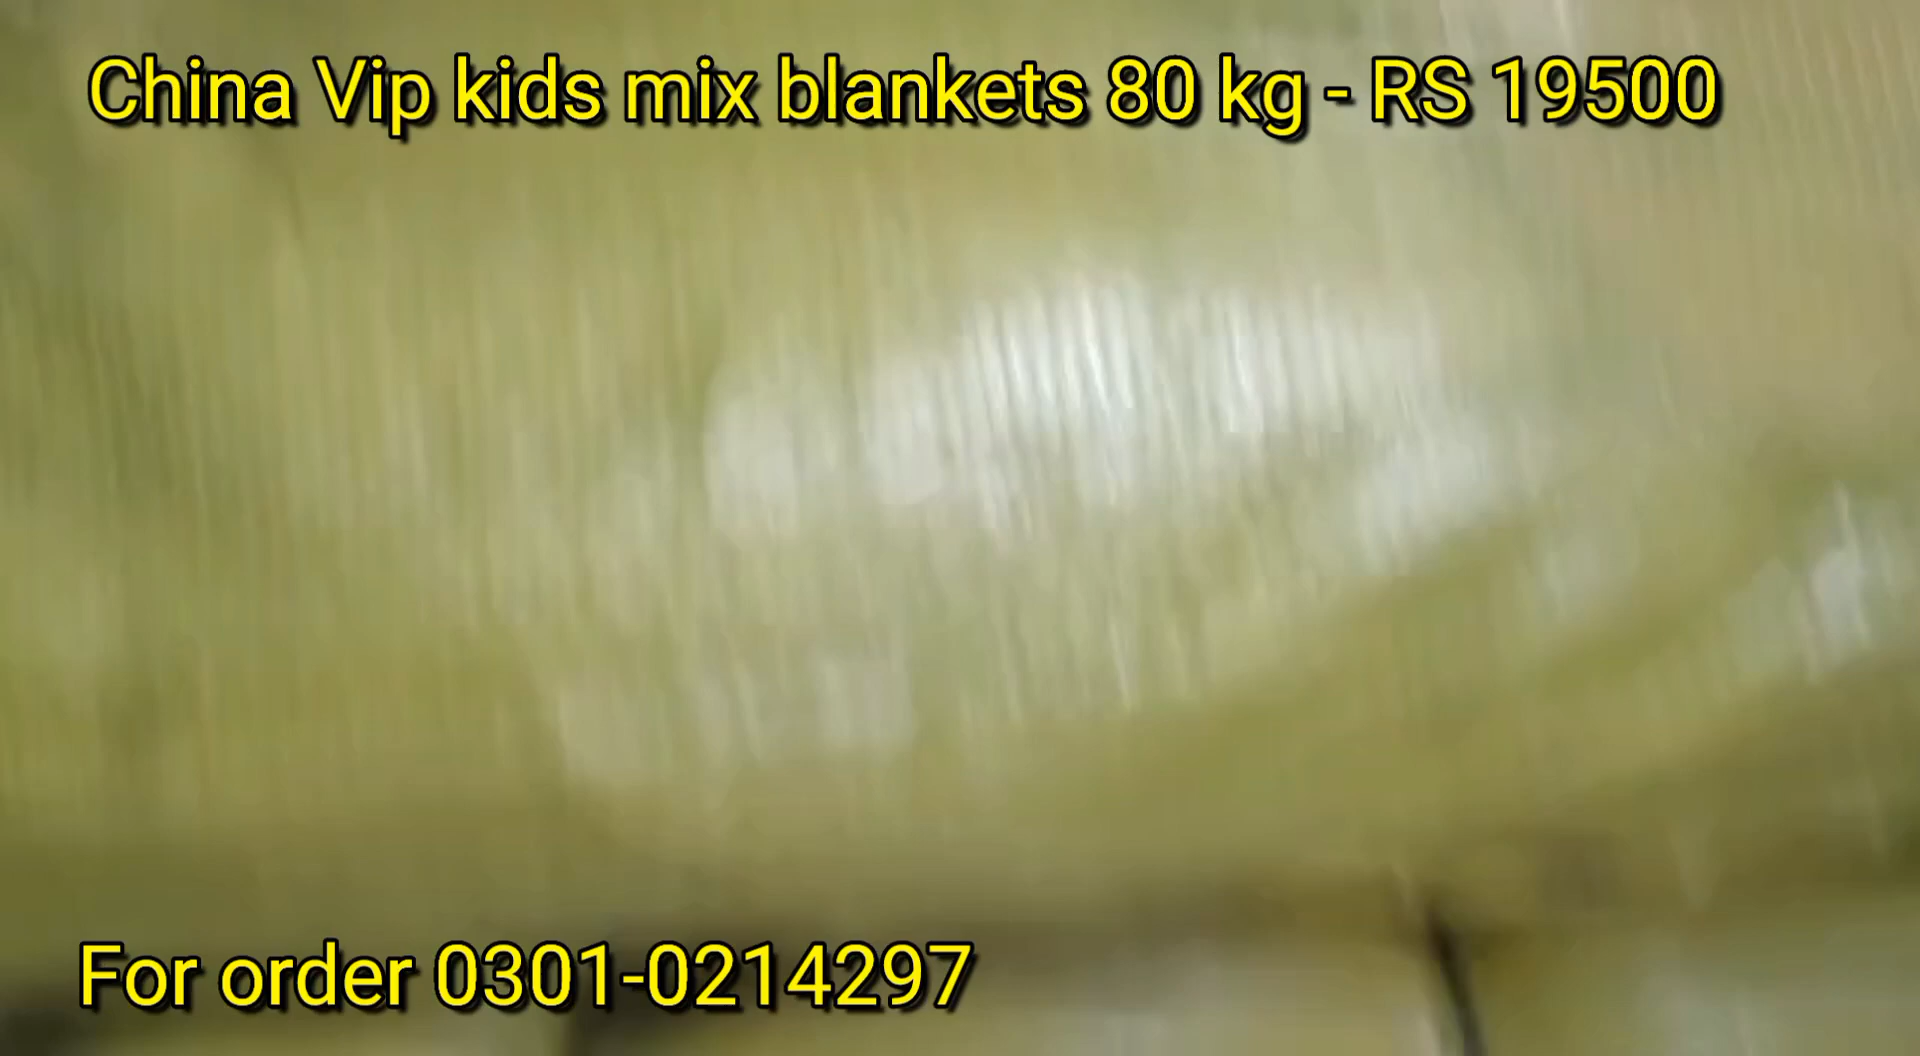 China Vip kids mix blankets 80 kg - RS 19500
For order 0301-0214297